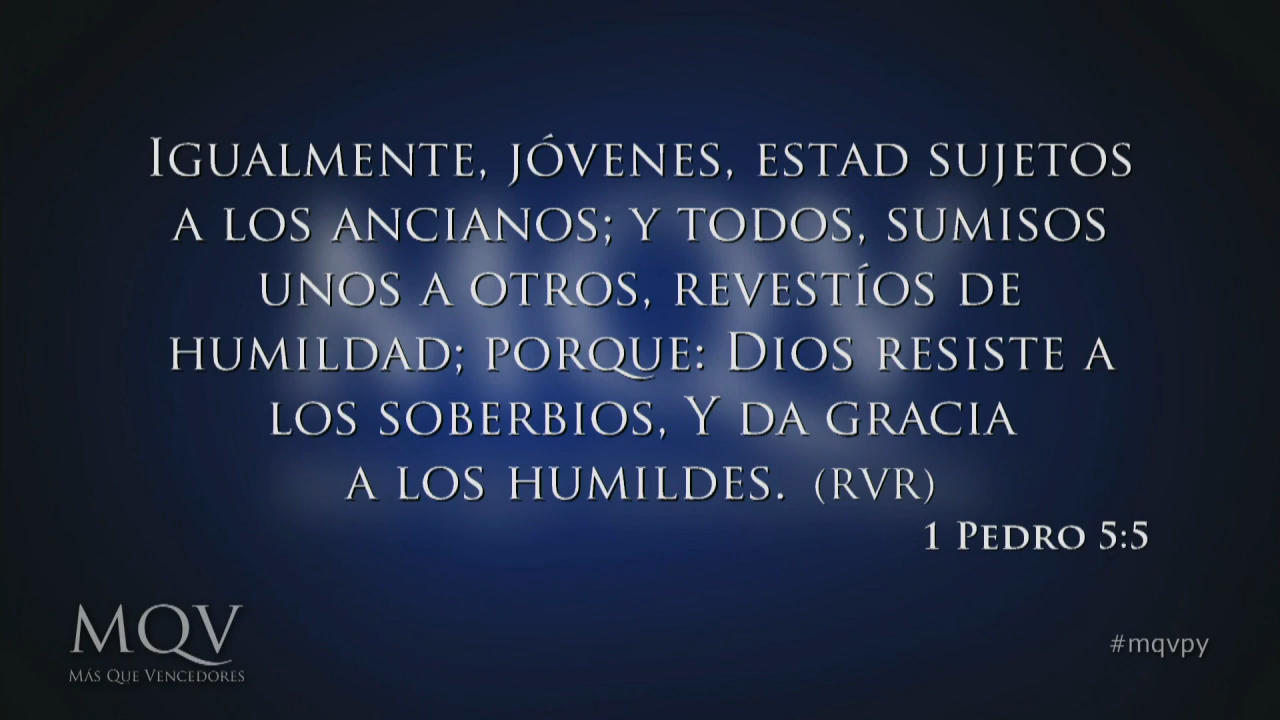 Igualmente, jóvenes, estad sujetos
a los ancianos; y todos, sumisos
unos a otros, revestíos de
humildad; porque: Dios resiste a
los soberbios, Y da gracia
a los humildes. (RVR)
1 Pedro 5:5
MQV
Más Que Vencedores
#mqvpy